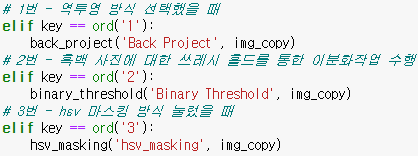 # 1번 - 역투영 방식 선택했을 때
elif key == ord('1'):
    back_project('Back Project', img_copy)
# 2번 - 흑백 사진에 대한 쓰레시 홀드를 통한 이분화작업 수행
elif key == ord('2'):
    binary_threshold('Binary Threshold', img_copy)
# 3번 - hsv 마스킹 방식 눌렀을 때
elif key == ord('3'):
    hsv_masking('hsv_masking', img_copy)